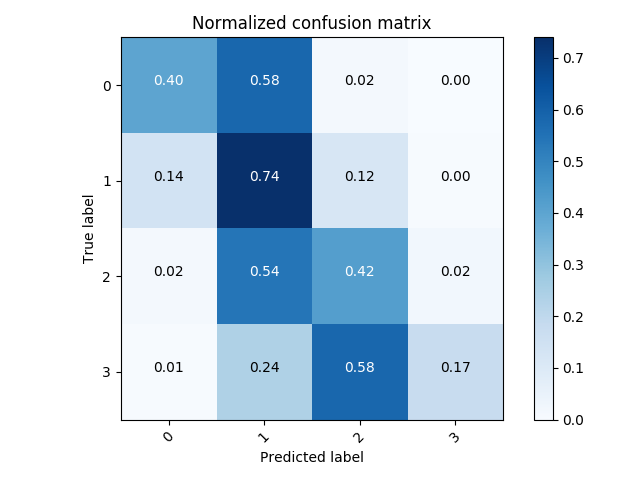 Normalized confusion matrix
True label
0 0.40 0.58 0.02 0.00
1 0.14 0.74 0.12 0.00
2 0.02 0.54 0.42 0.02
3 0.01 0.24 0.58 0.17
0 1 2 3
Predicted label
0.7
0.6
0.5
0.4
0.3
0.2
0.1
0.0